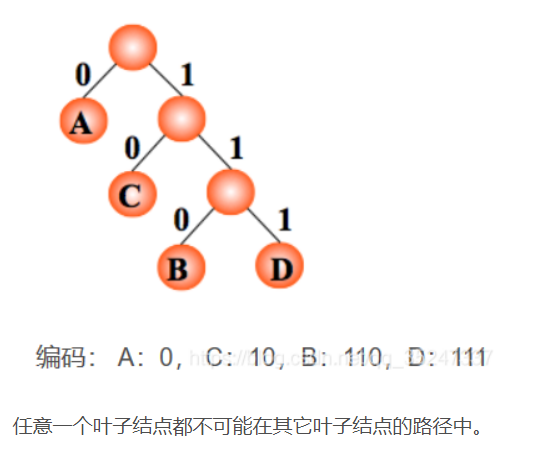 0 1
A
0 1
C
0 1
B D
编码： A：0，C：10，B：110，D：111
任意一个叶子结点都不可能在其它叶子结点的路径中。